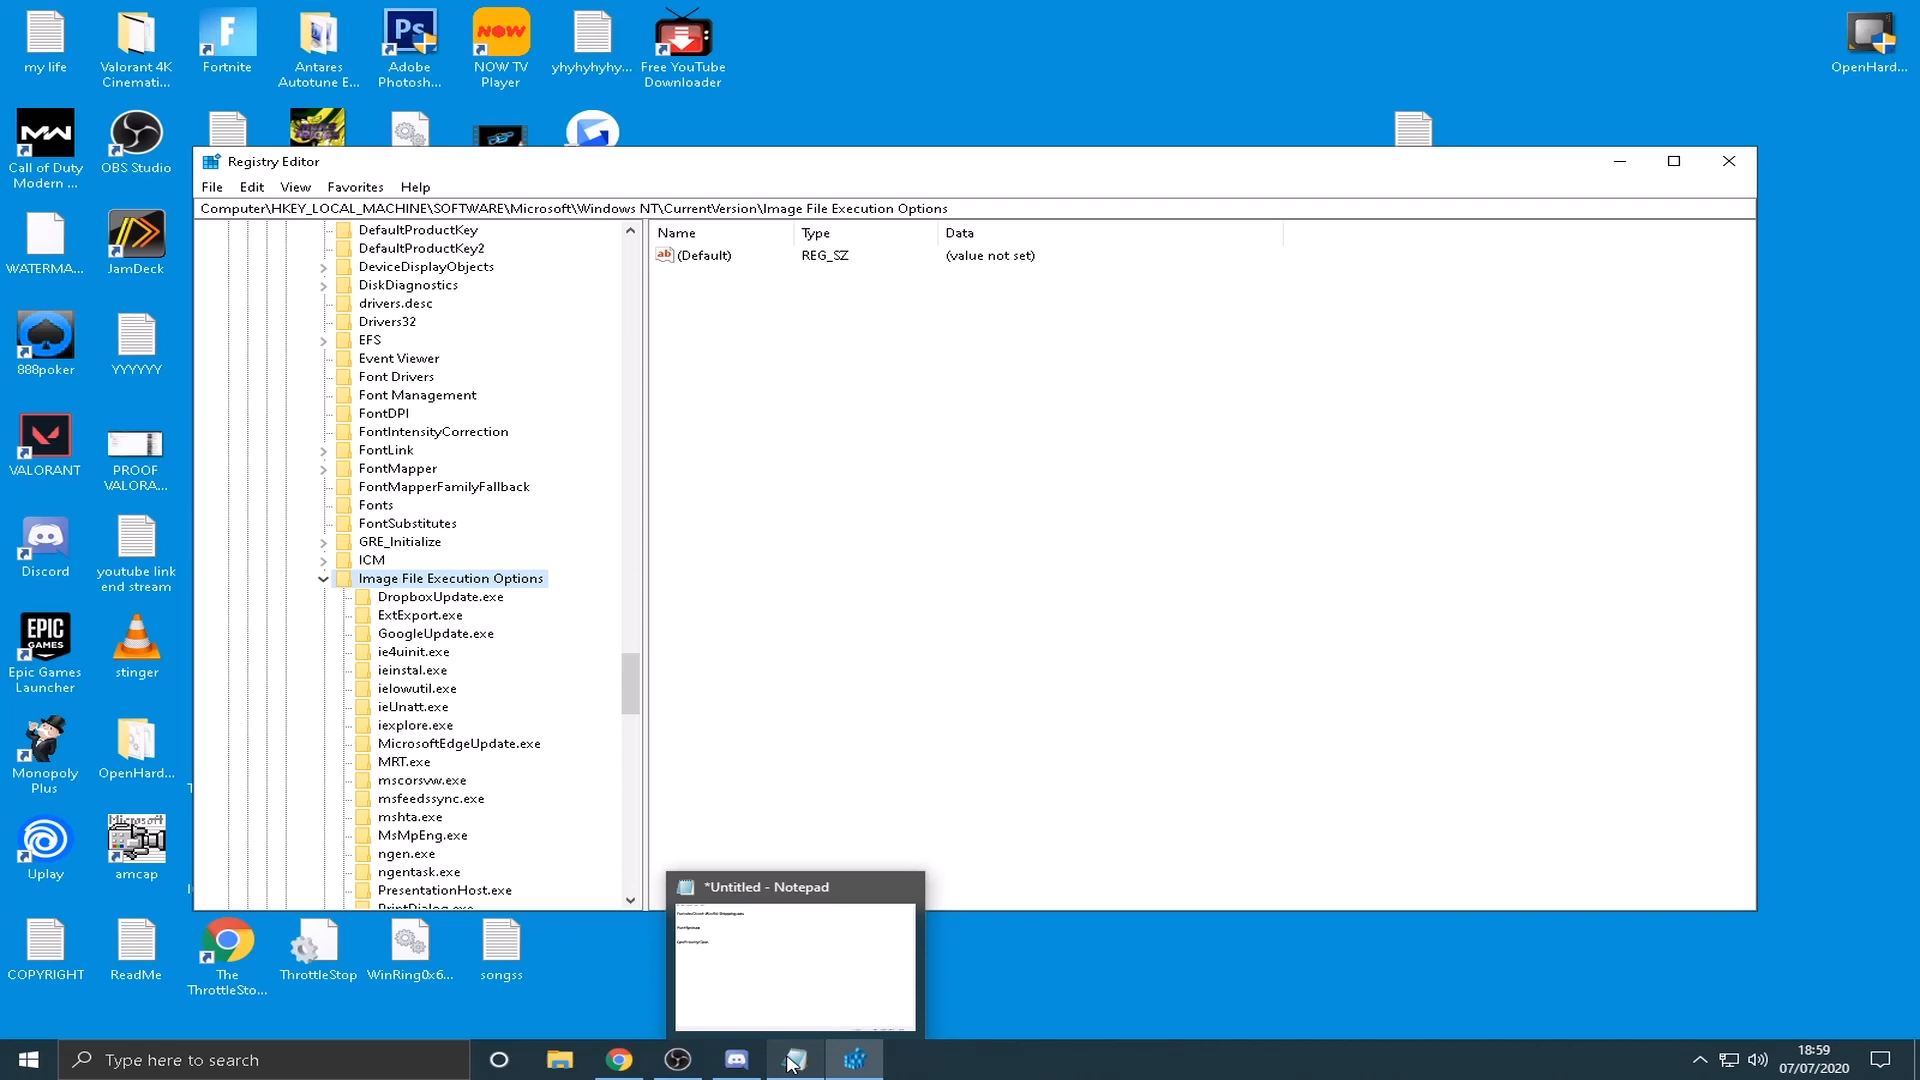 my life
Valorant 4K
Cinemati...
Fortnite
Antares
Autotune E...
Ps
Adobe
Photosh...
NOW
NOW TV
Player
yhyhyhyhy...
Free YouTube
Downloader
OpenHard...
Call of Duty
Modern ...
OBS Studio
WATERMA...
JamDeck
888poker
YYYYYY
VALORANT
PROOF
VALORA...
Discord
youtube link
end stream
EPIC
GAMES
Epic Games
Launcher
stinger
Monopoly
Plus
OpenHard...
Uplay
Microsoft
amcap
COPYRIGHT
ReadMe
The
ThrottleSto...
ThrottleStop
WinRing0x6...
songss
Registry Editor
File Edit View Favorites Help
Computer\HKEY_LOCAL_MACHINE\SOFTWARE\Microsoft\Windows NT\CurrentVersion\Image File Execution Options
DefaultProductKey
DefaultProductKey2
DeviceDisplayObjects
DiskDiagnostics
drivers.desc
Drivers32
EFS
Event Viewer
Font Drivers
Font Management
FontDPI
FontIntensityCorrection
FontLink
FontMapper
FontMapperFamilyFallback
Fonts
FontSubstitutes
GRE_Initialize
ICM
Image File Execution Options
DropboxUpdate.exe
ExtExport.exe
GoogleUpdate.exe
ie4uinit.exe
ieinstal.exe
ielowutil.exe
ieUnatt.exe
iexplore.exe
MicrosoftEdgeUpdate.exe
MRT.exe
mscorsvw.exe
msfeedssync.exe
mshta.exe
MsMpEng.exe
ngen.exe
ngentask.exe
PresentationHost.exe
PrintDialog.exe
Name Type Data
ab (Default) REG_SZ (value not set)
*Untitled - Notepad
Type here to search
18:59
07/07/2020